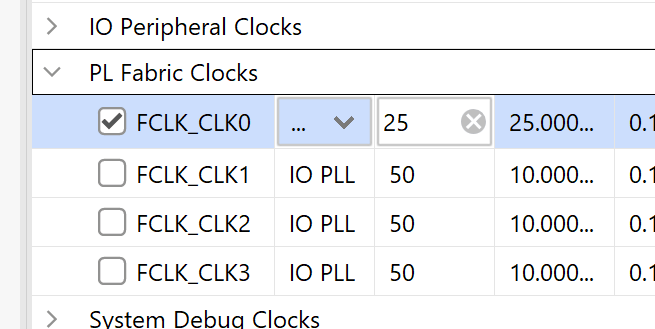 IO Peripheral Clocks
PL Fabric Clocks
FCLK_CLK0 ... 25 25.000... 0.1
FCLK_CLK1 IO PLL 50 10.000... 0.1
FCLK_CLK2 IO PLL 50 10.000... 0.1
FCLK_CLK3 IO PLL 50 10.000... 0.1
System Debug Clocks